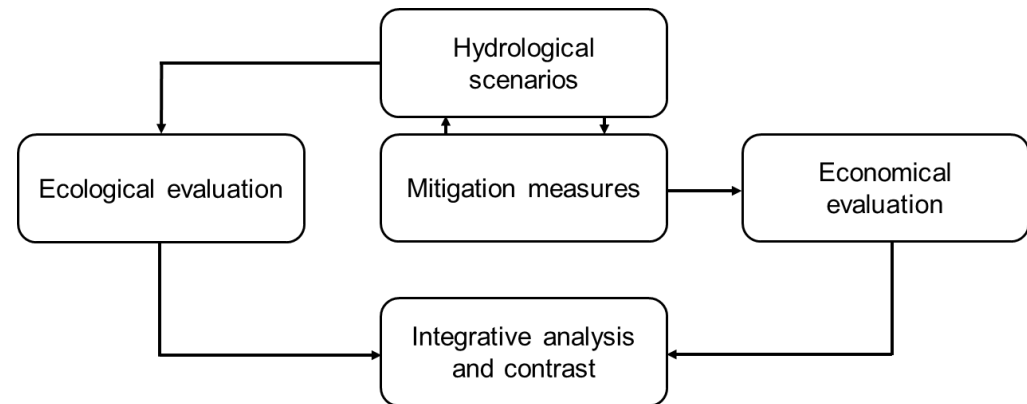 Hydrological
scenarios
Ecological evaluation
Mitigation measures
Economical
evaluation
Integrative analysis
and contrast